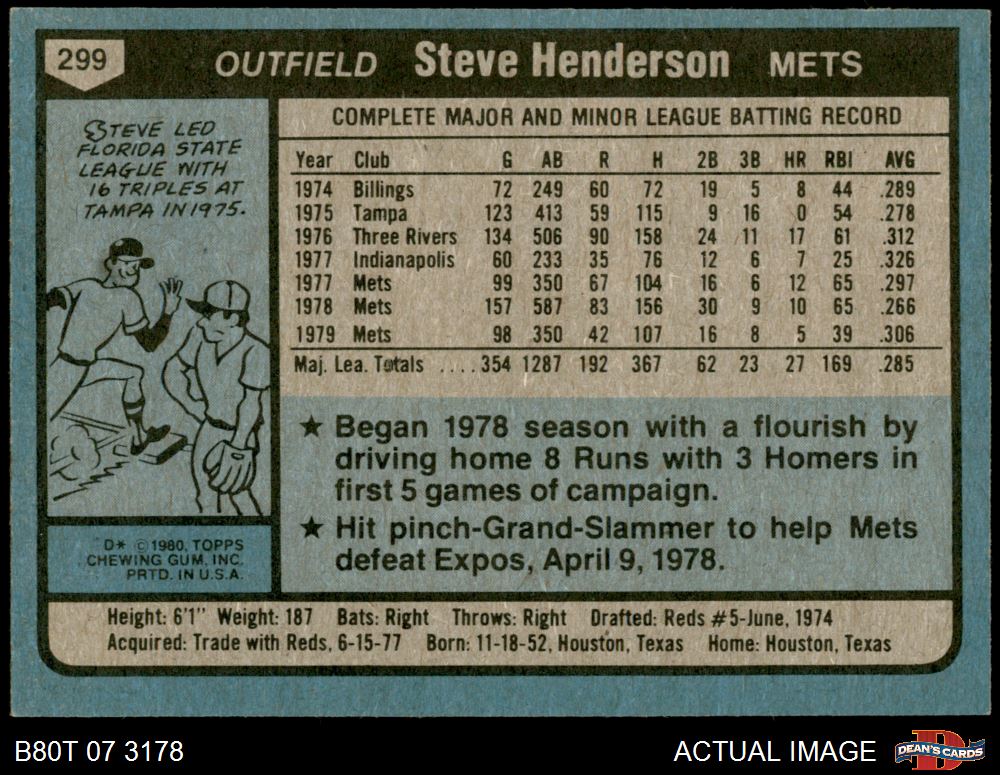 299 OUTFIELD Steve Henderson METS
STEVE LED
FLORIDA STATE
LEAGUE WITH
16 TRIPLES AT
TAMPA IN 1975.
D* ©1980, TOPPS
CHEWING GUM, INC.
PRTD. IN U.S.A.
COMPLETE MAJOR AND MINOR LEAGUE BATTING RECORD
Year Club G AB R H 2B 3B HR RBI AVG
1974 Billings 72 249 60 72 19 5 8 44 .289
1975 Tampa 123 413 59 115 9 16 0 54 .278
1976 Three Rivers 134 506 90 158 24 11 17 61 .312
1977 Indianapolis 60 233 35 76 12 6 7 25 .326
1977 Mets 99 350 67 104 16 6 12 65 .297
1978 Mets 157 587 83 156 30 9 10 65 .266
1979 Mets 98 350 42 107 16 8 5 39 .306
Maj. Lea. Totals ....354 1287 192 367 62 23 27 169 .285
★ Began 1978 season with a flourish by
driving home 8 Runs with 3 Homers in
first 5 games of campaign.
★ Hit pinch-Grand-Slammer to help Mets
defeat Expos, April 9, 1978.
Height: 6'1" Weight: 187 Bats: Right Throws: Right Drafted: Reds #5-June, 1974
Acquired: Trade with Reds, 6-15-77 Born: 11-18-52, Houston, Texas Home: Houston, Texas
B80T 07 3178 ACTUAL IMAGE DEAN'S CARDS